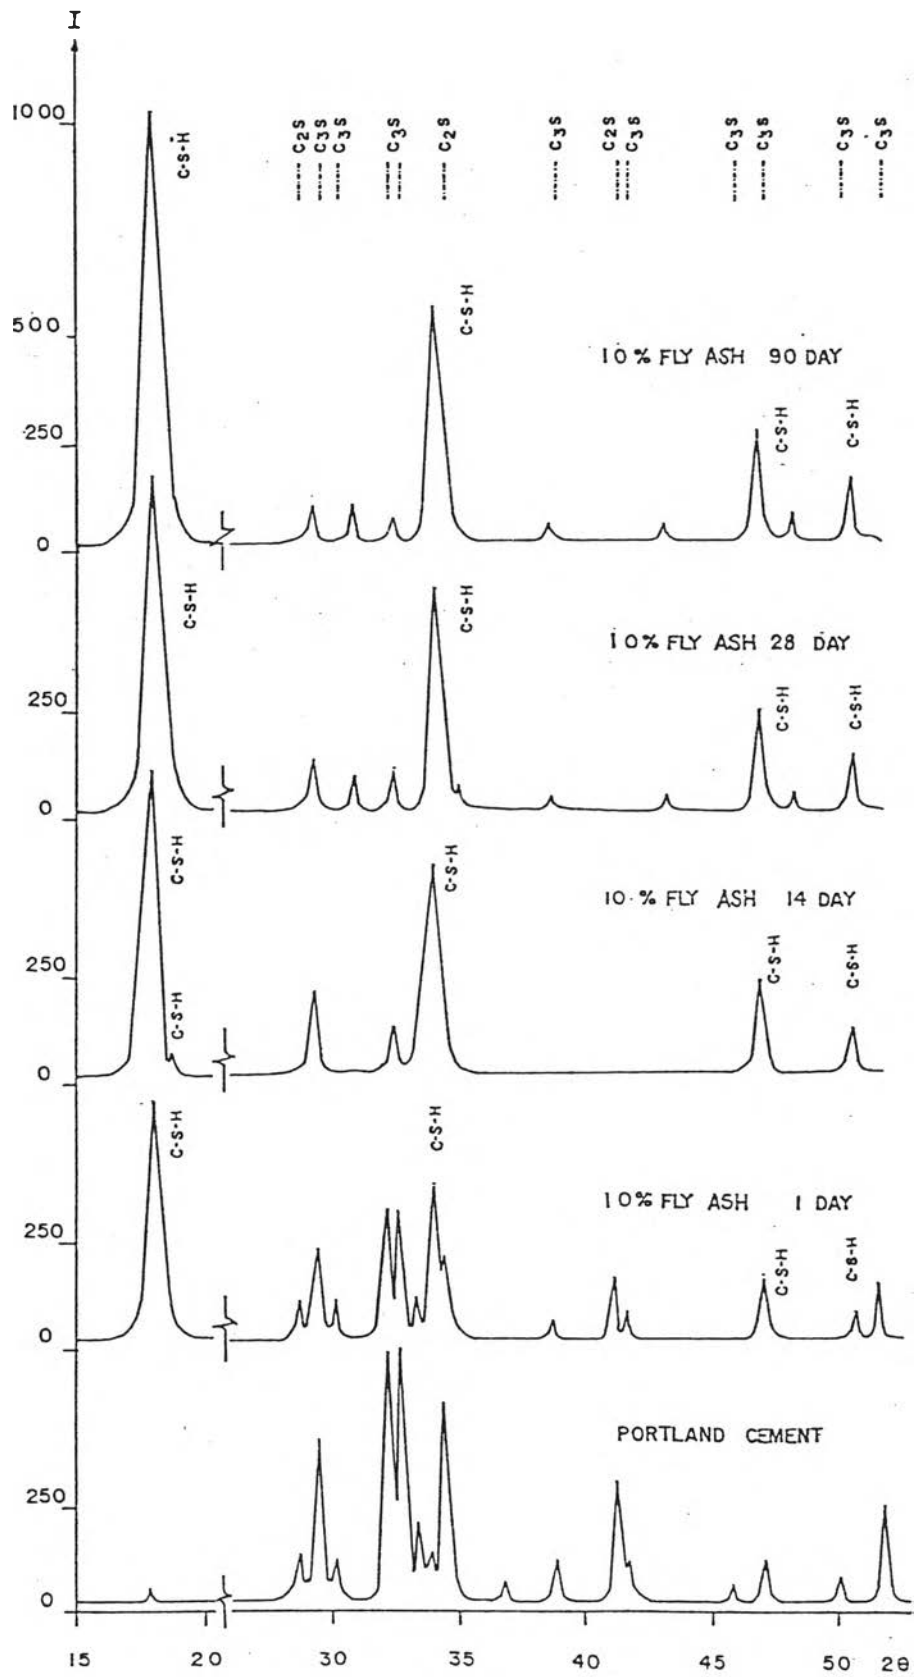 I
1000
C-S-H
C2S
C3S
C3S
C3S
C2S
C3S
C2S
C3S
C3S
C3S
C3S
C3S
500
C-S-H
10% FLY ASH 90 DAY
250
C-S-H
C-S-H
0
C-S-H
C-S-H
10% FLY ASH 28 DAY
250
C-S-H
C-S-H
0
C-S-H
C-S-H
10.% FLY ASH 14 DAY
250
C-S-H
C-S-H
C-S-H
0
C-S-H
C-S-H
10% FLY ASH 1 DAY
250
C-S-H
C-S-H
0
PORTLAND CEMENT
250
0
15 20 30 35 40 45 50 2θ